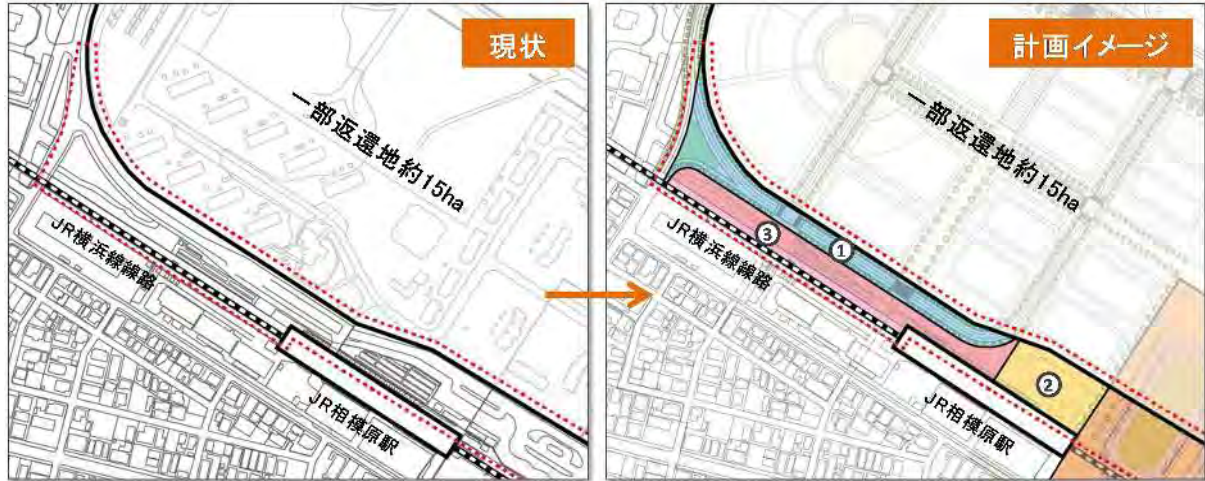 現状
一部返還地約15ha
JR横浜線線路
JR相模原駅
計画イメージ
一部返還地約15ha
③
①
JR横浜線線路
②
JR相模原駅